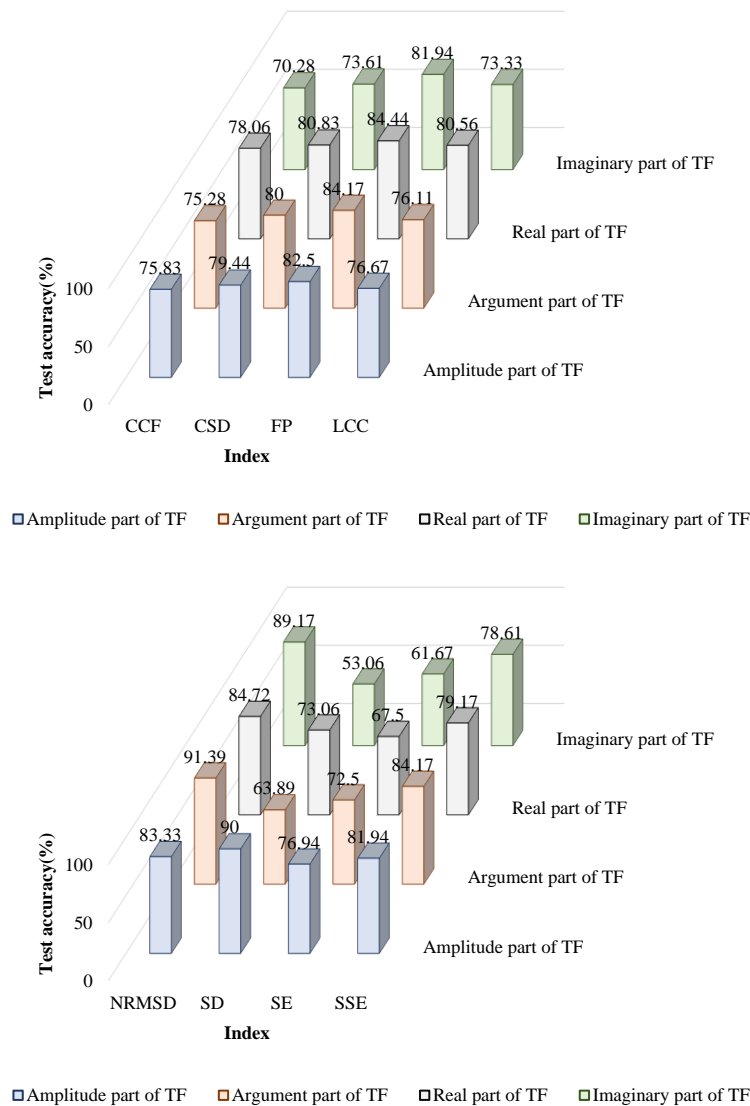 70.28 73.61 81.94 73.33
78.06 80.83 84.44 80.56
Imaginary part of TF
75.28 80 84.17 76.11
Real part of TF
75.83 79.44 82.5 76.67
100
Argument part of TF
50
Amplitude part of TF
0
Test accuracy(%)
CCF CSD FP LCC
Index
Amplitude part of TF Argument part of TF Real part of TF Imaginary part of TF
89.17 53.06 61.67 78.61
84.72 73.06 67.5 79.17
Imaginary part of TF
91.39 63.89 72.5 84.17
Real part of TF
83.33 90 76.94 81.94
100
Argument part of TF
50
Amplitude part of TF
0
Test accuracy(%)
NRMSD SD SE SSE
Index
Amplitude part of TF Argument part of TF Real part of TF Imaginary part of TF